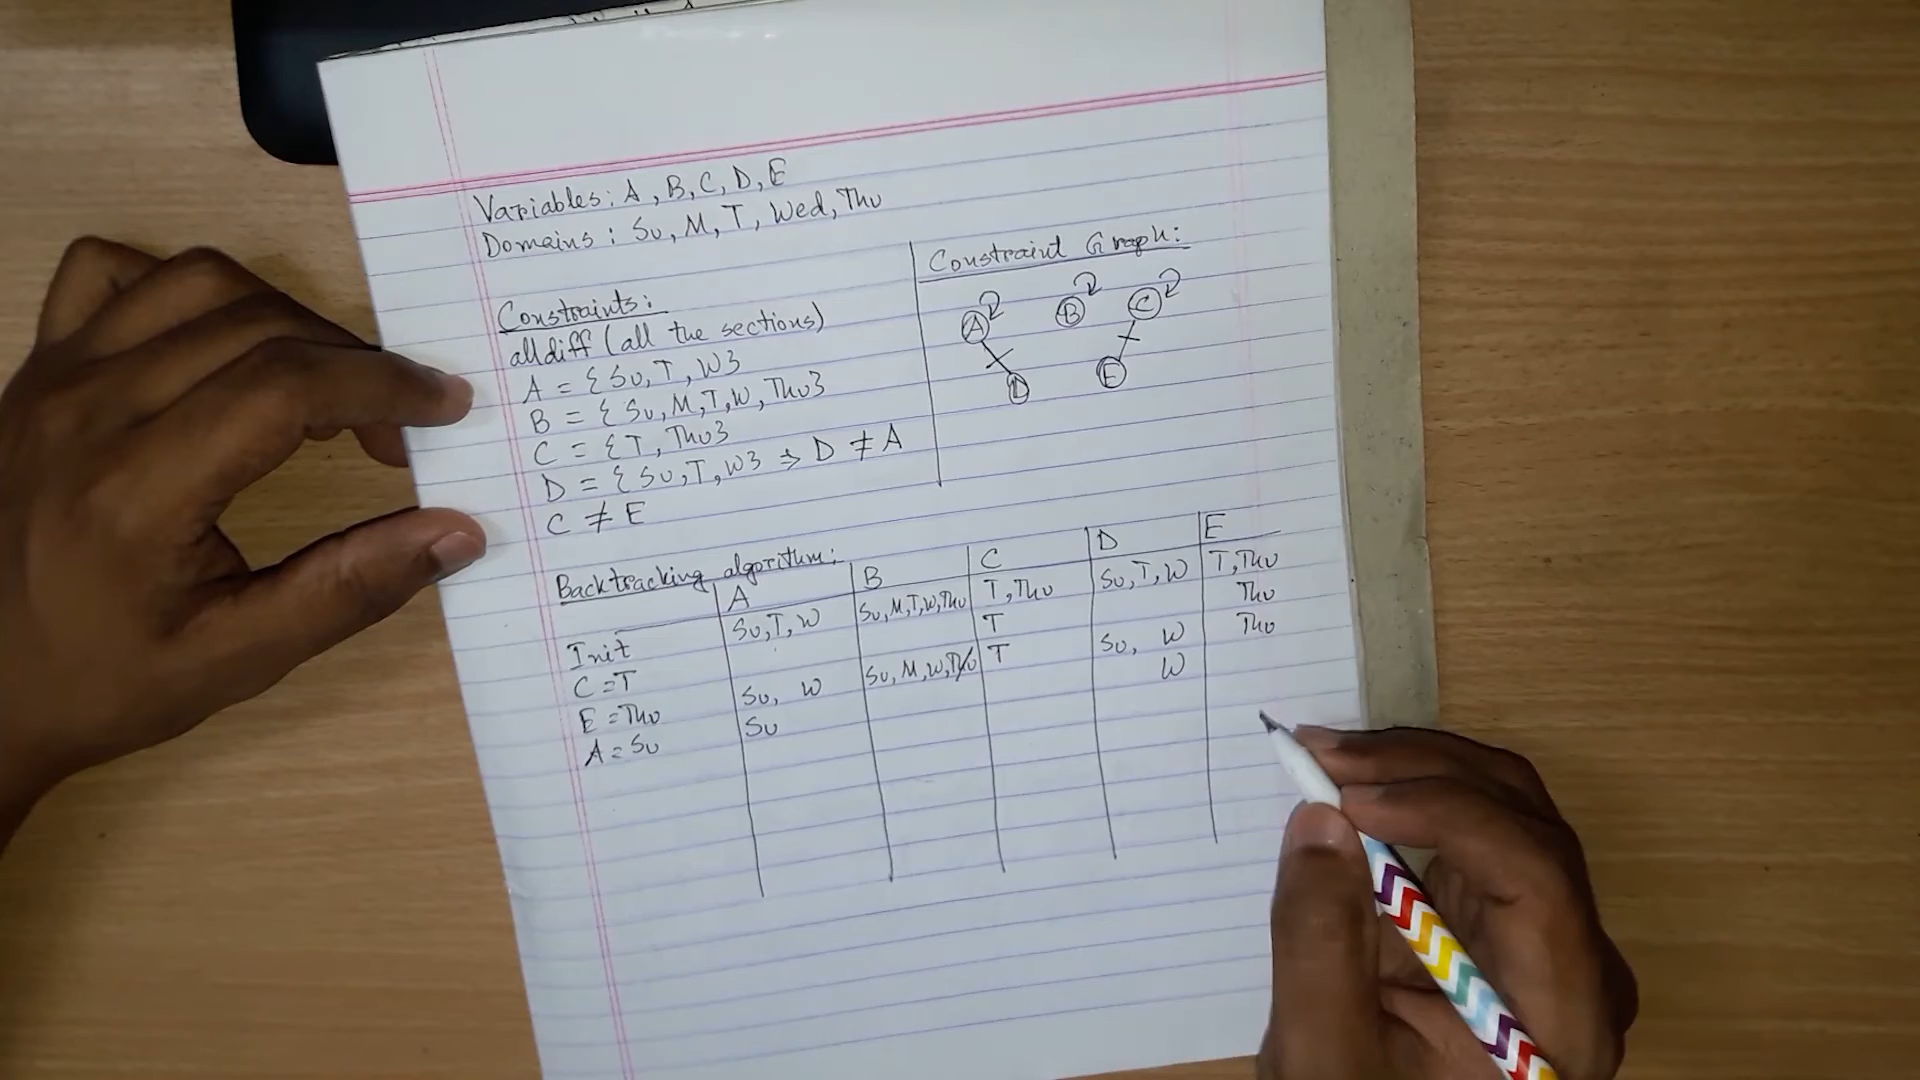 Variables: A, B, C, D, E
Domains: Su, M, T, Wed, Thu
Constraints:
alldiff (all the sections)
A = {Su, T, W}
B = {Su, M, T, W, Thu}
C = {T, Thu}
D = {Su, T, W} ⇒ D ≠ A
C ≠ E
Constraint Graph:
A B C
D E
Backtracking algorithm:
A B C D E
Init Su, T, W Su, M, T, W, Thu T, Thu Su, T, W T, Thu
C = T Su, W Su, M, W, Thu T Su, W Thu
E = Thu Su T W Thu
A = Su